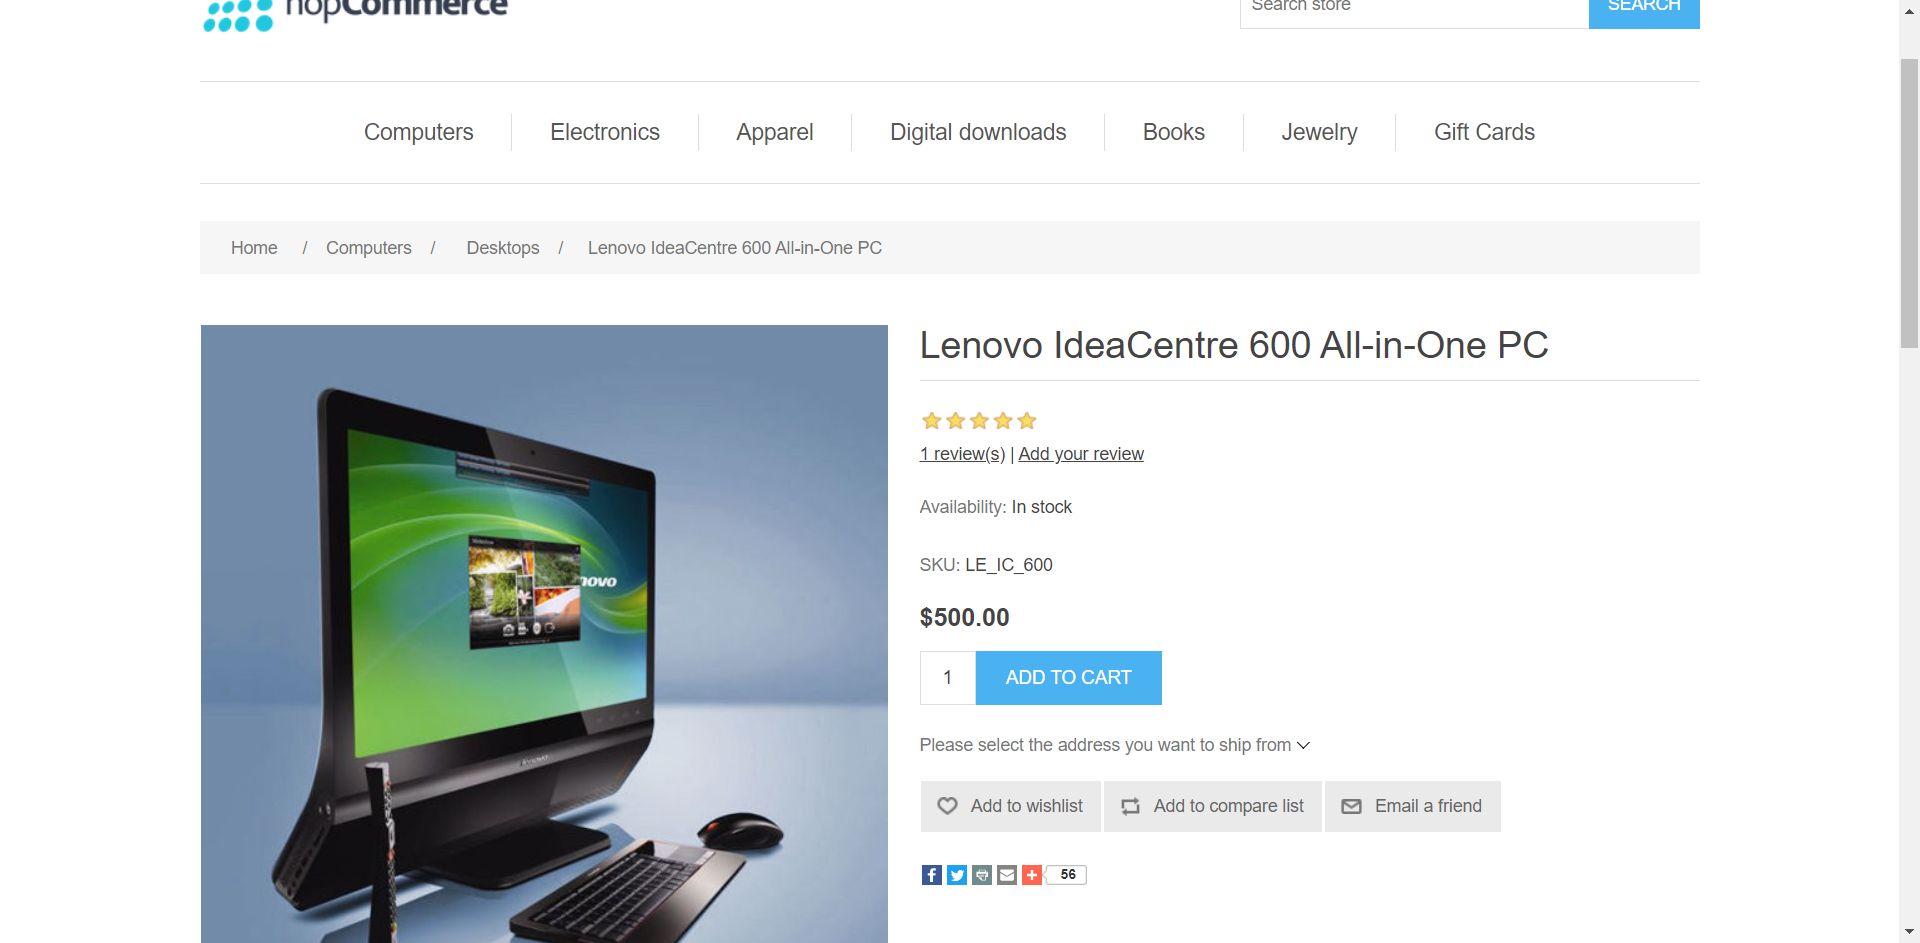 nopCommerce
Search store
SEARCH
Computers
Electronics
Apparel
Digital downloads
Books
Jewelry
Gift Cards
Home / Computers / Desktops / Lenovo IdeaCentre 600 All-in-One PC
Lenovo IdeaCentre 600 All-in-One PC
1 review(s) | Add your review
Availability: In stock
SKU: LE_IC_600
$500.00
1
ADD TO CART
Please select the address you want to ship from
Add to wishlist
Add to compare list
Email a friend
56
novo
Lenovo